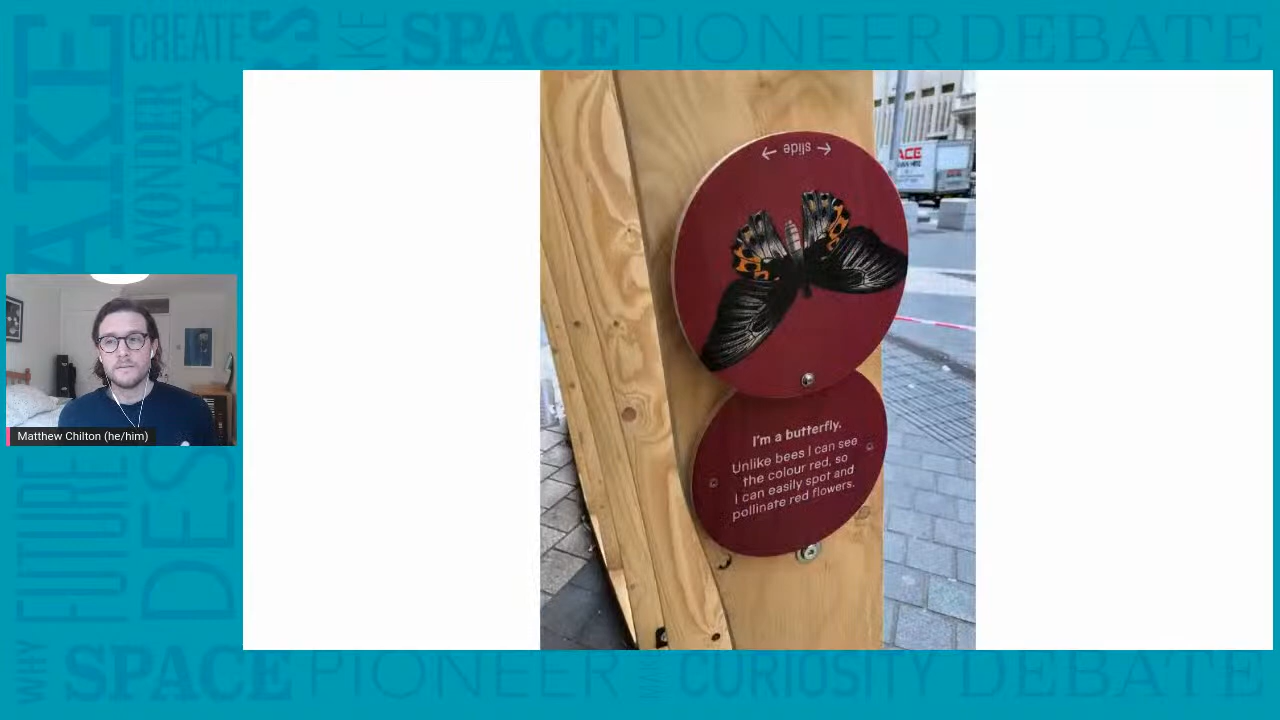 CREATE
SPACE PIONEER DEBATE
WONDER
PLAY
← slide →
I'm a butterfly.
Unlike bees I can see
the colour red, so
I can easily spot and
pollinate red flowers.
Matthew Chilton (he/him)
FUTURE
WHY
SPACE PIONEER
CURIOSITY DEBATE